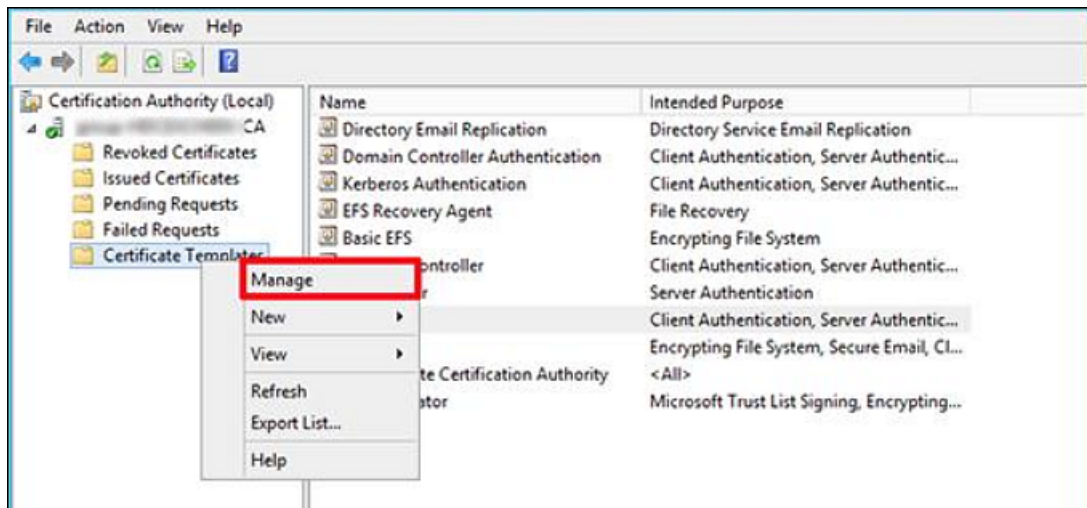 File Action View Help
Certification Authority (Local)
CA
Revoked Certificates
Issued Certificates
Pending Requests
Failed Requests
Certificate Templates
Manage
New
View
Refresh
Export List...
Help
Name Intended Purpose
Directory Email Replication Directory Service Email Replication
Domain Controller Authentication Client Authentication, Server Authentic...
Kerberos Authentication Client Authentication, Server Authentic...
EFS Recovery Agent File Recovery
Basic EFS Encrypting File System
ontroller Client Authentication, Server Authentic...
r Server Authentication
Client Authentication, Server Authentic...
Encrypting File System, Secure Email, Cl...
te Certification Authority <All>
ator Microsoft Trust List Signing, Encrypting...